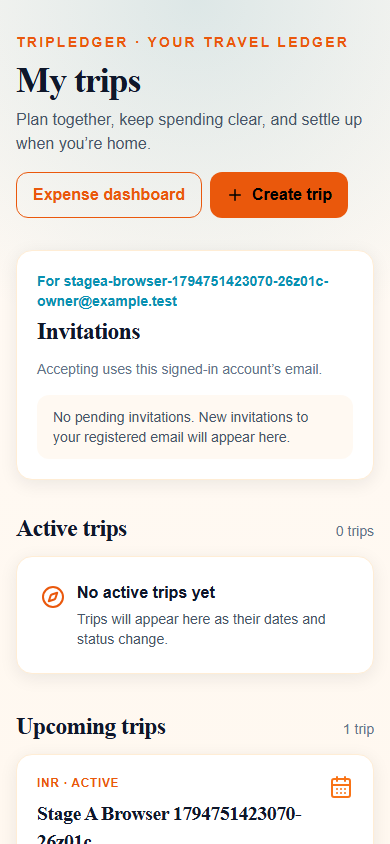 TRIPLEDGER · YOUR TRAVEL LEDGER
My trips
Plan together, keep spending clear, and settle up
when you’re home.
Expense dashboard
+ Create trip
For stagea-browser-1794751423070-26z01c-
owner@example.test
Invitations
Accepting uses this signed-in account’s email.
No pending invitations. New invitations to
your registered email will appear here.
Active trips
0 trips
No active trips yet
Trips will appear here as their dates and
status change.
Upcoming trips
1 trip
INR · ACTIVE
Stage A Browser 1794751423070-
26z01c